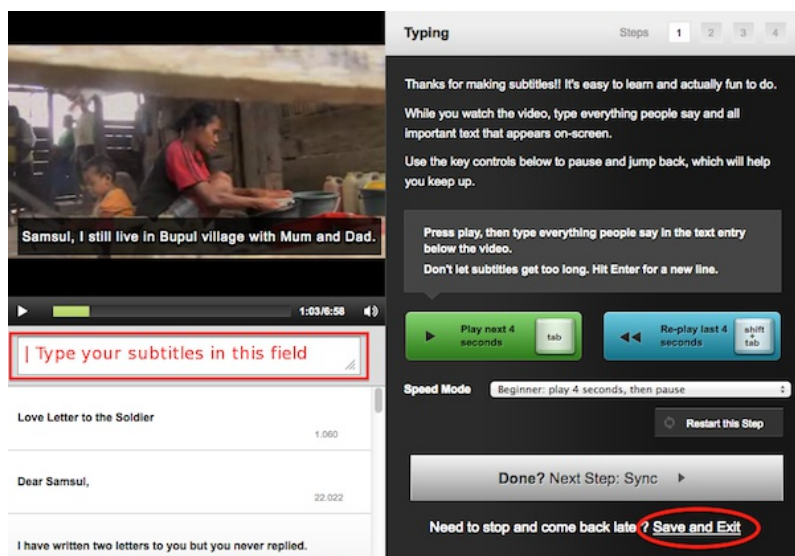 Samsul, I still live in Bupul village with Mum and Dad.
1:03/6:58
| Type your subtitles in this field
Love Letter to the Soldier
1.060
Dear Samsul,
22.022
I have written two letters to you but you never replied.
Typing
Steps 1 2 3 4
Thanks for making subtitles!! It's easy to learn and actually fun to do.
While you watch the video, type everything people say and all
important text that appears on-screen.
Use the key controls below to pause and jump back, which will help
you keep up.
Press play, then type everything people say in the text entry
below the video.
Don't let subtitles get too long. Hit Enter for a new line.
Play next 4
seconds
tab
Re-play last 4
seconds
shift
+
tab
Speed Mode
Beginner: play 4 seconds, then pause
Restart this Step
Done? Next Step: Sync
Need to stop and come back later? Save and Exit